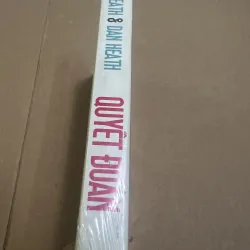 EATH & DAN HEATH
QUYẾT ĐOÁN